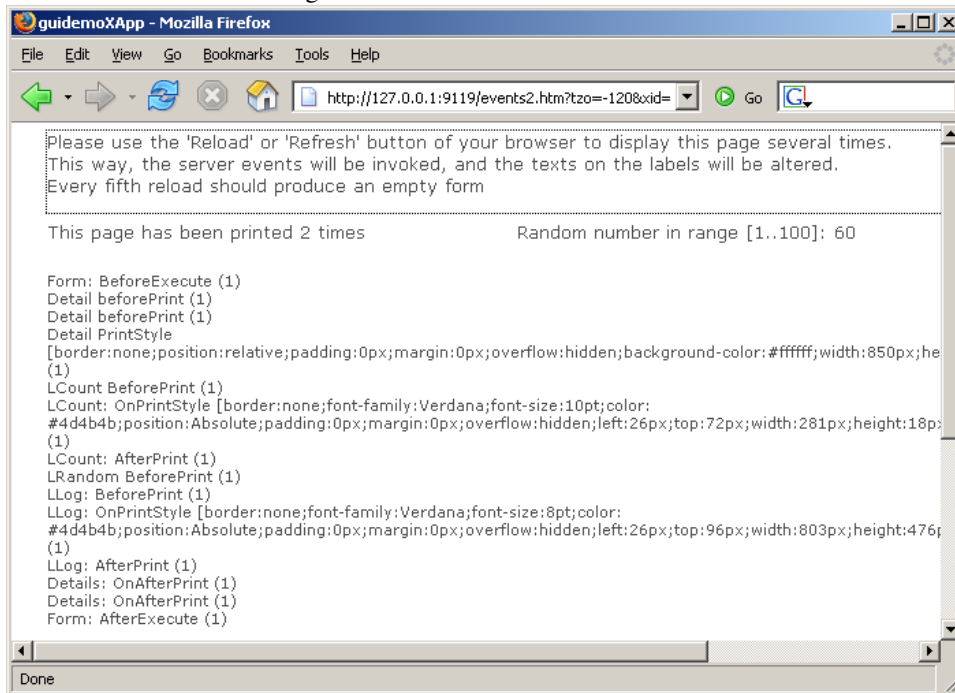 guidemoXApp - Mozilla Firefox
File Edit View Go Bookmarks Tools Help
http://127.0.0.1:9119/events2.htm?tzo=-120&xid= Go G
Please use the 'Reload' or 'Refresh' button of your browser to display this page several times.
This way, the server events will be invoked, and the texts on the labels will be altered.
Every fifth reload should produce an empty form
This page has been printed 2 times Random number in range [1..100]: 60
Form: BeforeExecute (1)
Detail beforePrint (1)
Detail beforePrint (1)
Detail PrintStyle
[border:none;position:relative;padding:0px;margin:0px;overflow:hidden;background-color:#ffffff;width:850px;he
(1)
LCount BeforePrint (1)
LCount: OnPrintStyle [border:none;font-family:Verdana;font-size:10pt;color:
#4d4b4b;position:Absolute;padding:0px;margin:0px;overflow:hidden;left:26px;top:72px;width:281px;height:18p
(1)
LCount: AfterPrint (1)
LRandom BeforePrint (1)
LLog: BeforePrint (1)
LLog: OnPrintStyle [border:none;font-family:Verdana;font-size:8pt;color:
#4d4b4b;position:Absolute;padding:0px;margin:0px;overflow:hidden;left:26px;top:96px;width:803px;height:476p
(1)
LLog: AfterPrint (1)
Details: OnAfterPrint (1)
Details: OnAfterPrint (1)
Form: AfterExecute (1)
Done